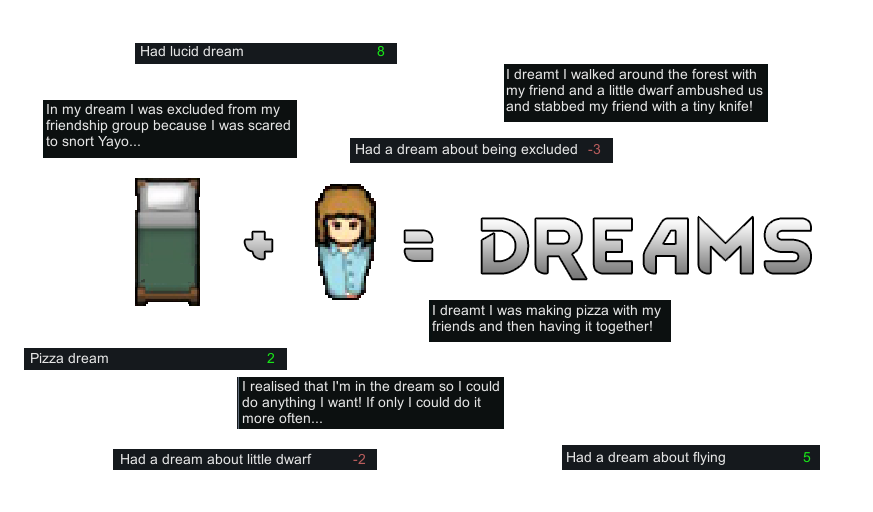 Had lucid dream 8
I dreamt I walked around the forest with
my friend and a little dwarf ambushed us
and stabbed my friend with a tiny knife!
In my dream I was excluded from my
friendship group because I was scared
to snort Yayo...
Had a dream about being excluded -3
+ = DREAMS
I dreamt I was making pizza with my
friends and then having it together!
Pizza dream 2
I realised that I'm in the dream so I could
do anything I want! If only I could do it
more often...
Had a dream about little dwarf -2
Had a dream about flying 5